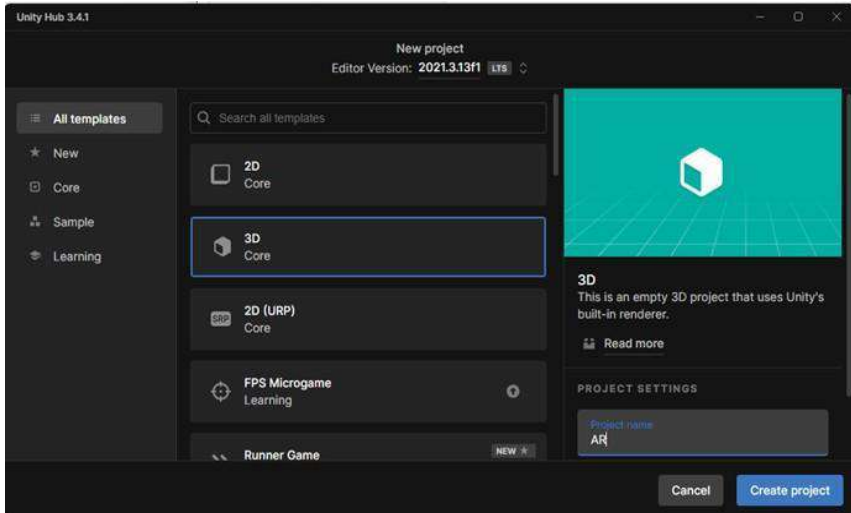 Unity Hub 3.4.1
New project
Editor Version: 2021.3.13f1 LTS
All templates
New
Core
Sample
Learning
Search all templates
2D
Core
3D
Core
2D (URP)
SRP
Core
FPS Microgame
Learning
Runner Game
NEW
3D
This is an empty 3D project that uses Unity's
built-in renderer.
Read more
PROJECT SETTINGS
Project name
AR
Cancel
Create project